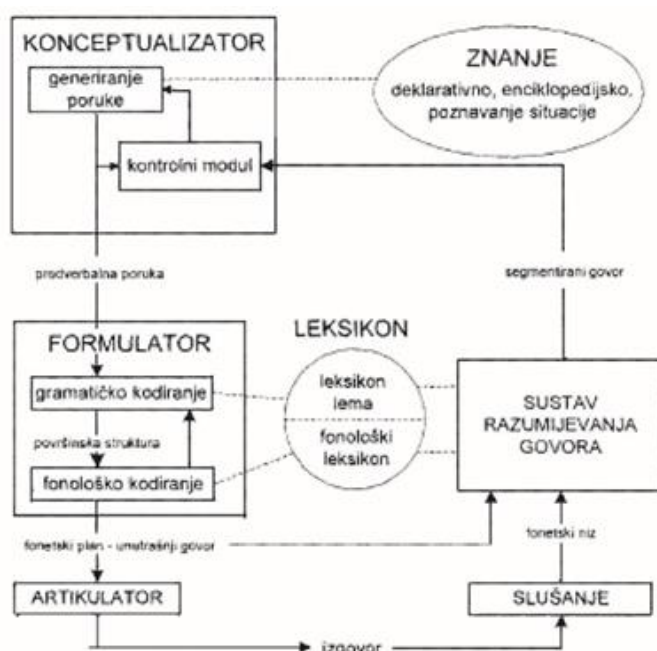 KONCEPTUALIZATOR
generiranje
poruke
kontrolni modul
ZNANJE
deklarativno, enciklopedijsko,
poznavanje situacije
predverbalna poruka
segmentirani govor
FORMULATOR
gramatičko kodiranje
površinska struktura
fonološko kodiranje
LEKSIKON
leksikon
lema
fonološki
leksikon
SUSTAV
RAZUMIJEVANJA
GOVORA
fonetski plan - unutrašnji govor
fonetski niz
ARTIKULATOR
SLUŠANJE
izgovor